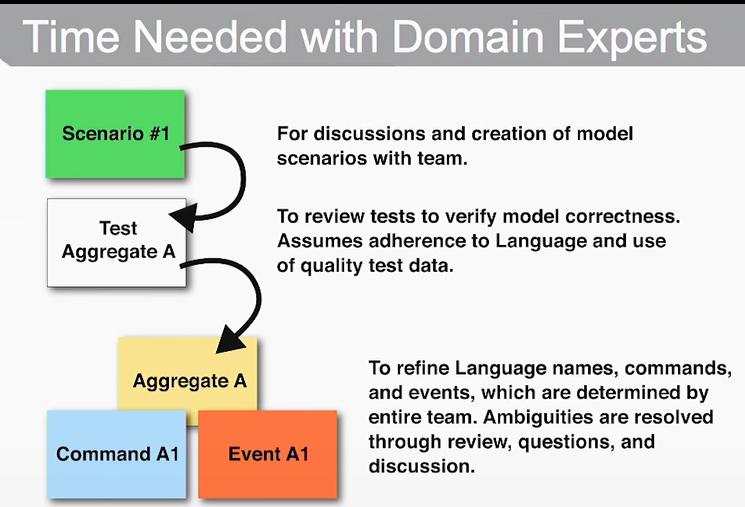 Time Needed with Domain Experts
Scenario #1
For discussions and creation of model
scenarios with team.
Test
Aggregate A
To review tests to verify model correctness.
Assumes adherence to Language and use
of quality test data.
Aggregate A
Command A1
Event A1
To refine Language names, commands,
and events, which are determined by
entire team. Ambiguities are resolved
through review, questions, and
discussion.